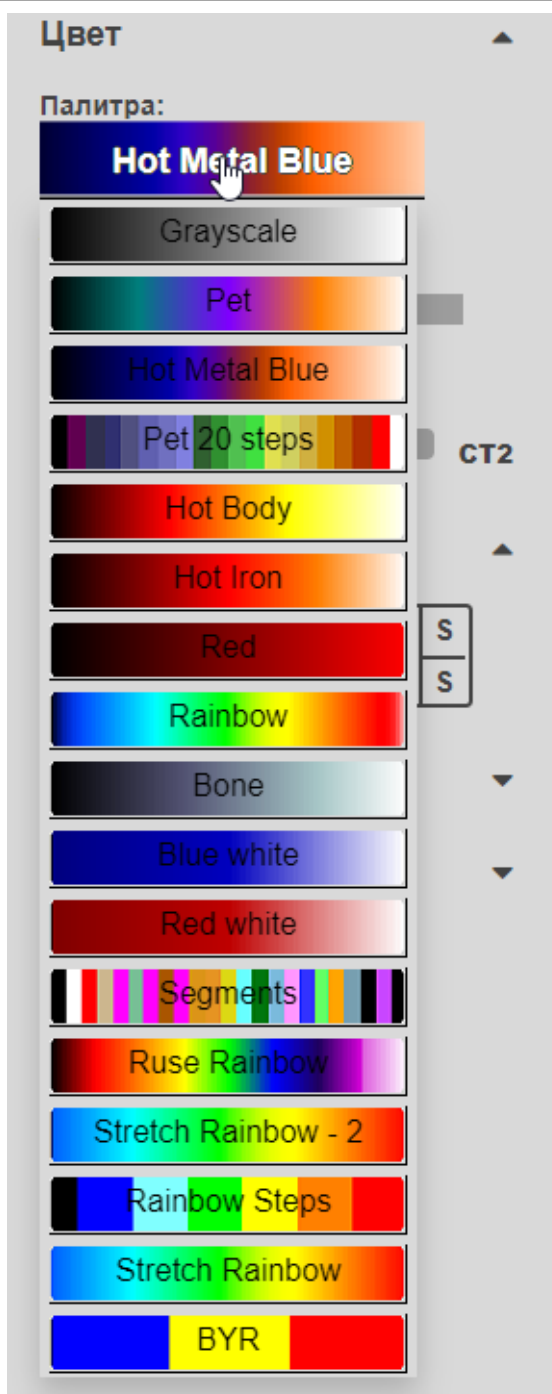 Цвет
Палитра:
Hot Metal Blue
Grayscale
Pet
Hot Metal Blue
Pet 20 steps
CT2
Hot Body
Hot Iron
Red
S
S
Rainbow
Bone
Blue white
Red white
Segments
Ruse Rainbow
Stretch Rainbow - 2
Rainbow Steps
Stretch Rainbow
BYR